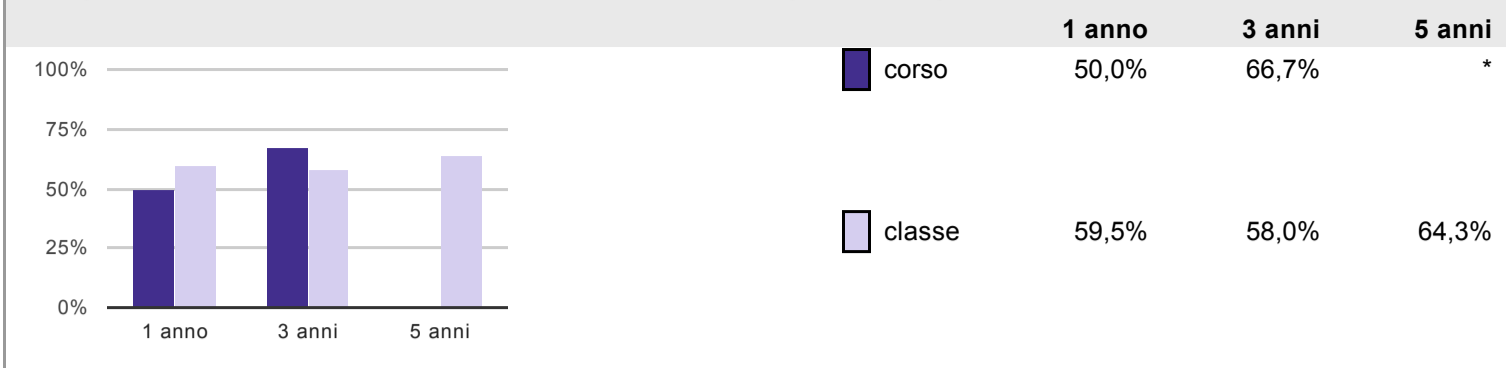 1 anno 3 anni 5 anni
100%
75%
50%
25%
0%
1 anno 3 anni 5 anni
corso 50,0% 66,7% *
classe 59,5% 58,0% 64,3%